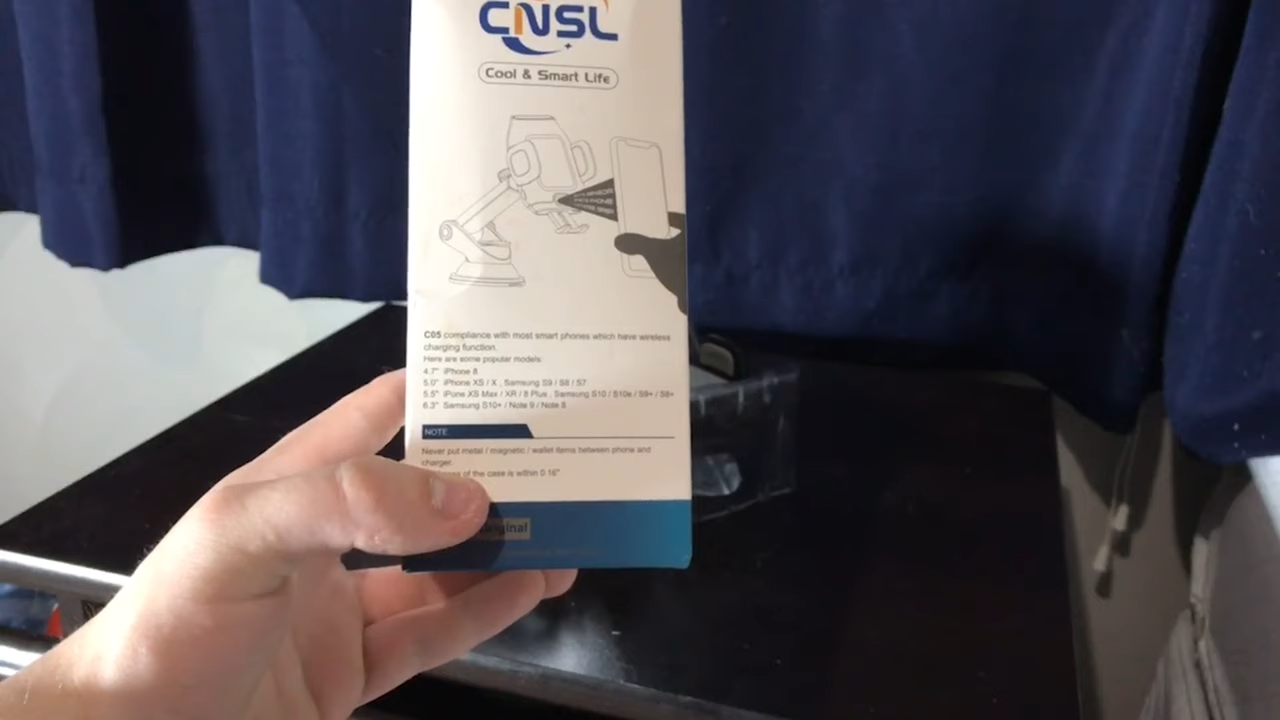 CNSL
Cool & Smart Life
C05 compliance with most smart phones which have wireless
charging function.
Here are some popular models:
4.7" iPhone 8
5.0" iPhone XS / X , Samsung S9 / S8 / S7
5.5" iPone XS Max / XR / 8 Plus , Samsung S10 / S10e / S9+ / S8+
6.3" Samsung S10+ / Note 9 / Note 8
NOTE
Never put metal / magnetic / wallet items between phone and
charger.
of the case is within 0.16"